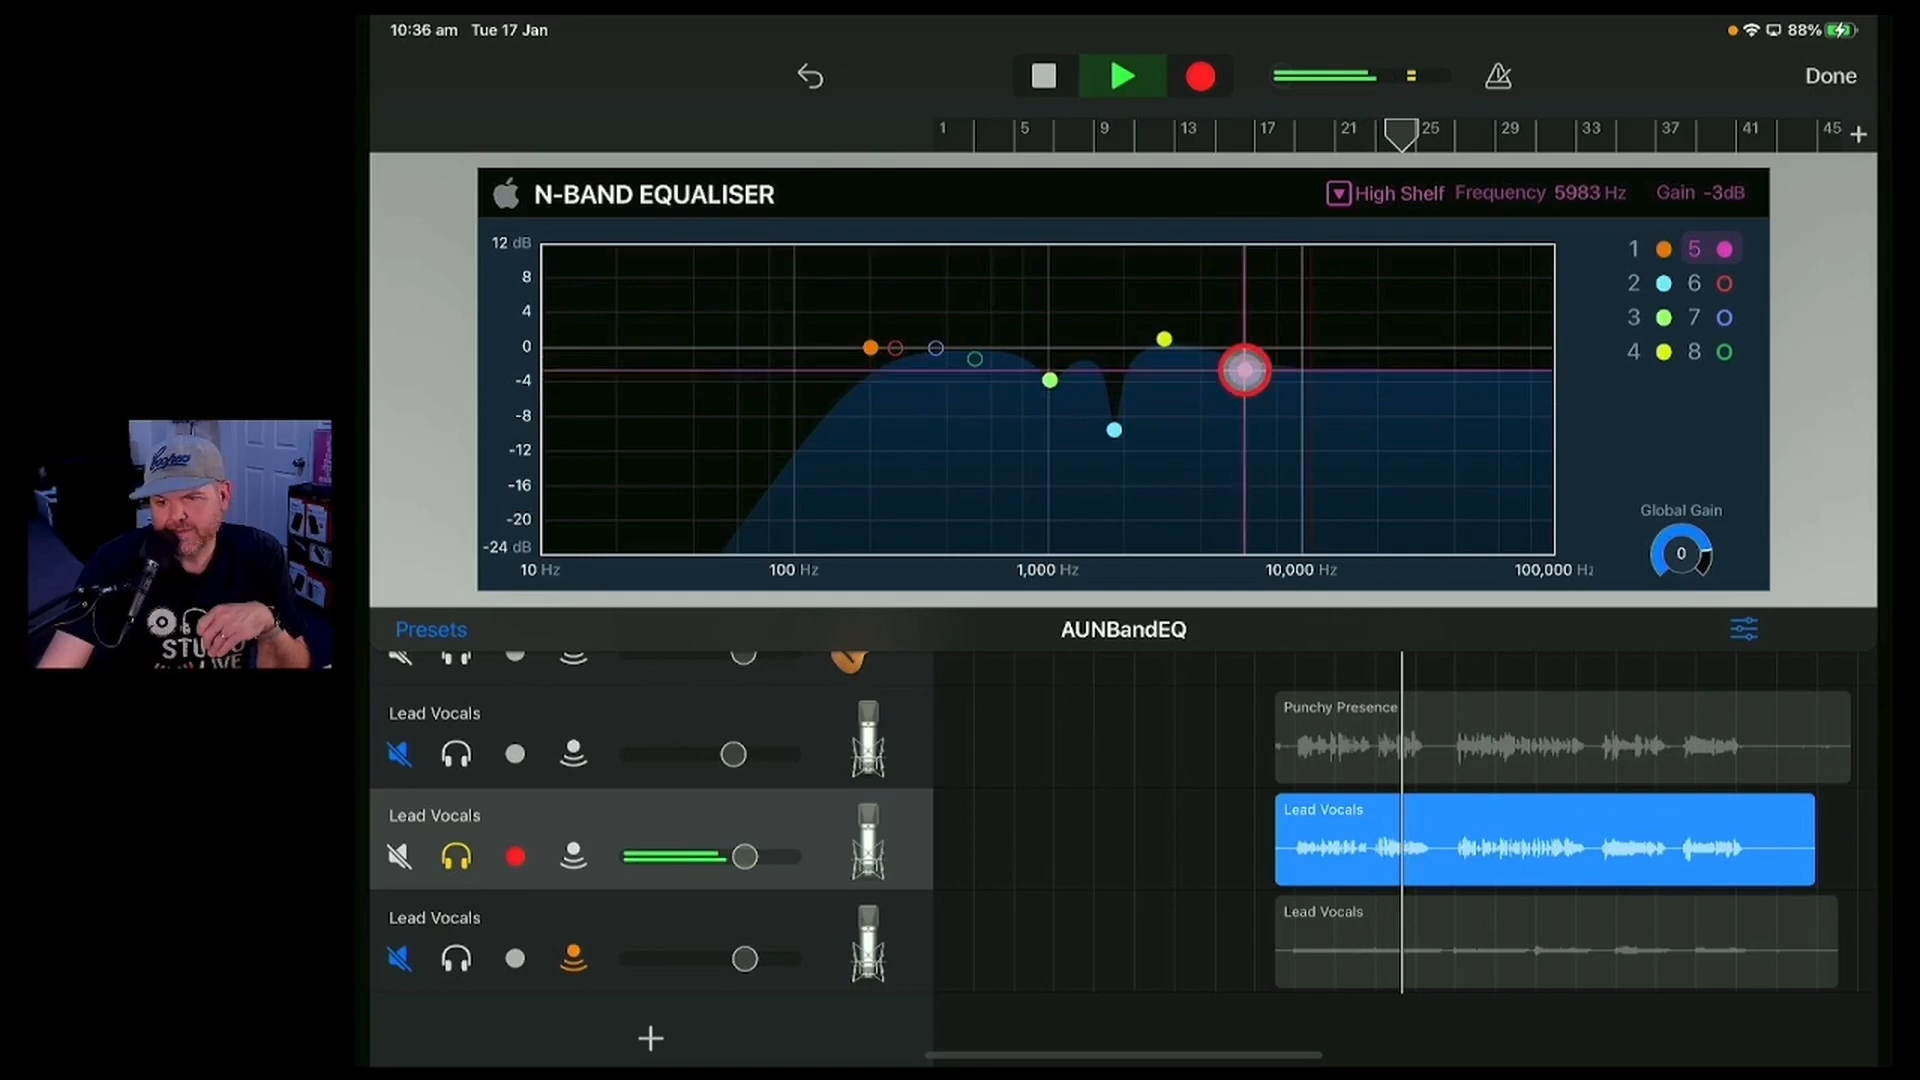 10:36 am Tue 17 Jan
88%
Done
1 5 9 13 17 21 25 29 33 37 41 45
N-BAND EQUALISER
High Shelf Frequency 5983 Hz Gain -3dB
12 dB
8
4
0
-4
-8
-12
-16
-20
-24 dB
10 Hz 100 Hz 1,000 Hz 10,000 Hz 100,000 Hz
1 5
2 6
3 7
4 8
Global Gain
0
Presets
AUNBandEQ
Lead Vocals
Punchy Presence
Lead Vocals
Lead Vocals
Lead Vocals
Lead Vocals
STUDIO
LIVE